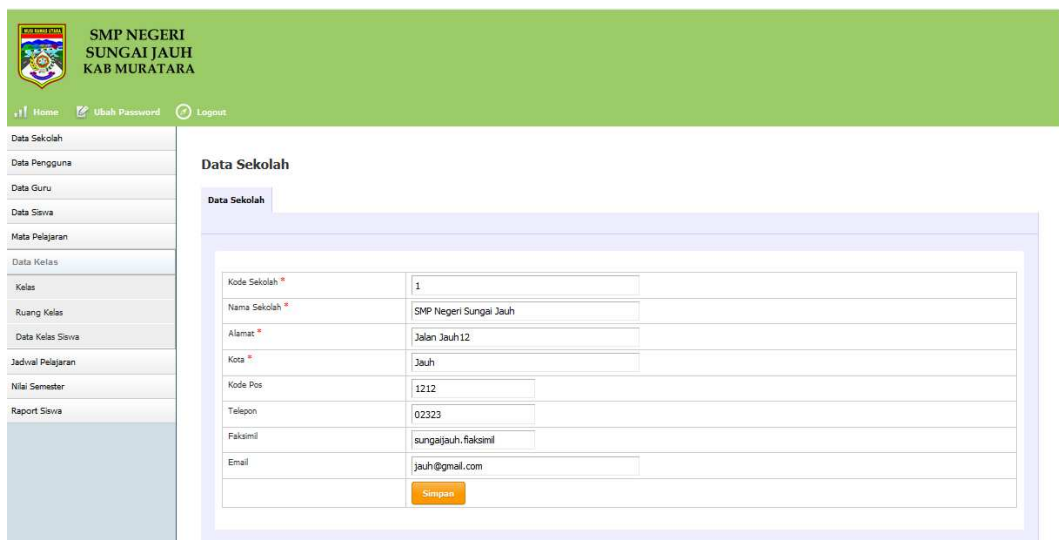 MUSI RAWAS UTARA
SMP NEGERI
SUNGAI JAUH
KAB MURATARA
Home Ubah Password Logout
Data Sekolah
Data Pengguna
Data Guru
Data Siswa
Mata Pelajaran
Data Kelas
Kelas
Ruang Kelas
Data Kelas Siswa
Jadwal Pelajaran
Nilai Semester
Raport Siswa
Data Sekolah
Data Sekolah
Kode Sekolah * 1
Nama Sekolah * SMP Negeri Sungai Jauh
Alamat * Jalan Jauh12
Kota * Jauh
Kode Pos 1212
Telepon 02323
Faksimil sungaijauh.fiaksimil
Email jauh@gmail.com
Simpan